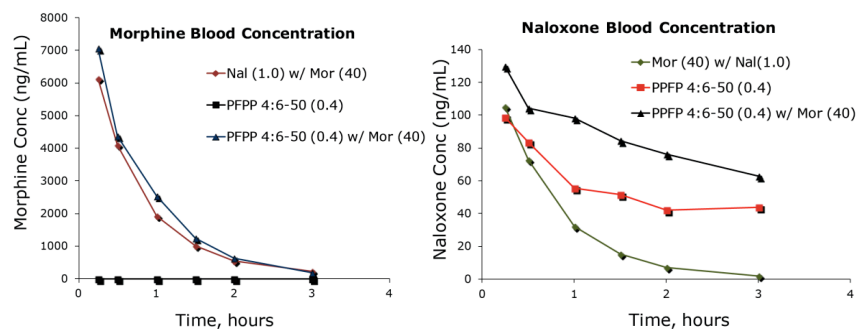 Morphine Blood Concentration
Morphine Conc (ng/mL)
8000
7000
6000
5000
4000
3000
2000
1000
0
Nal (1.0) w/ Mor (40)
PFPP 4:6-50 (0.4)
PFPP 4:6-50 (0.4) w/ Mor (40)
0 1 2 3 4
Time, hours
Naloxone Blood Concentration
Naloxone Conc (ng/mL)
140
120
100
80
60
40
20
0
Mor (40) w/ Nal(1.0)
PPFP 4:6-50 (0.4)
PPFP 4:6-50 (0.4) w/ Mor (40)
0 1 2 3 4
Time, hours